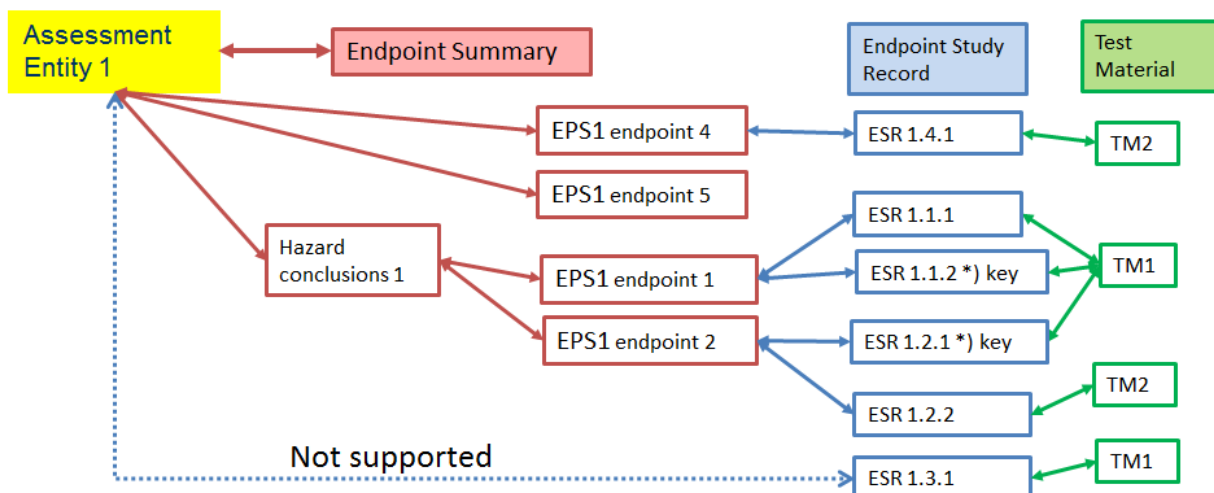 Assessment
Entity 1
Endpoint Summary
Endpoint Study
Record
Test
Material
EPS1 endpoint 4
ESR 1.4.1
TM2
EPS1 endpoint 5
ESR 1.1.1
Hazard
conclusions 1
EPS1 endpoint 1
ESR 1.1.2 *) key
TM1
EPS1 endpoint 2
ESR 1.2.1 *) key
TM2
ESR 1.2.2
Not supported
ESR 1.3.1
TM1